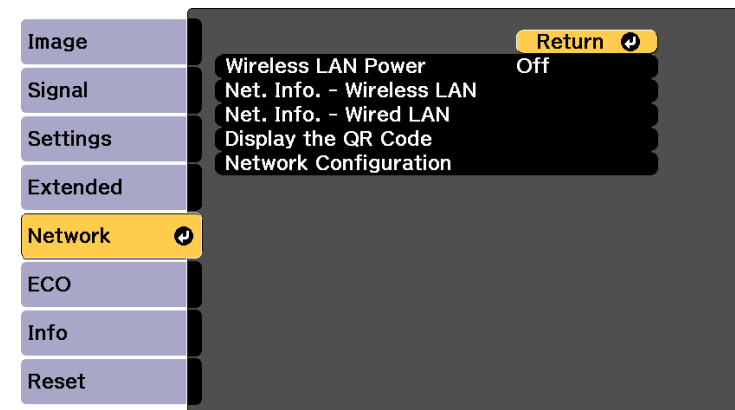 Image
Signal
Settings
Extended
Network
ECO
Info
Reset
Return
Wireless LAN Power Off
Net. Info. - Wireless LAN
Net. Info. - Wired LAN
Display the QR Code
Network Configuration